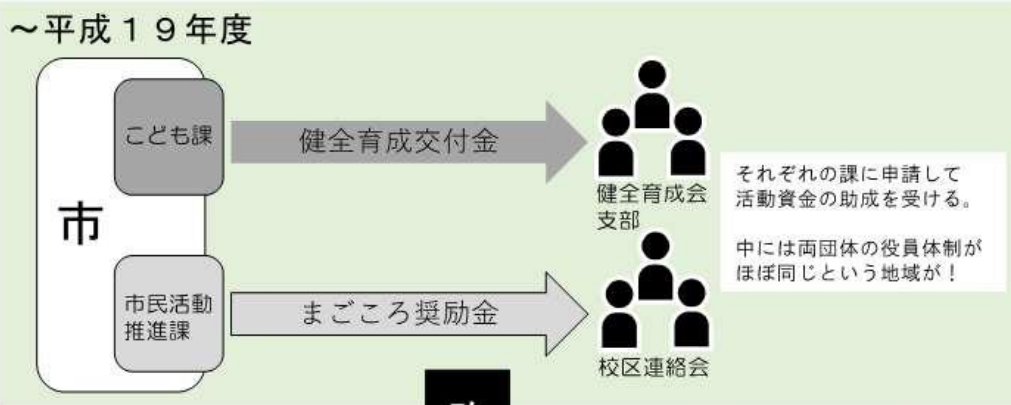 ～平成１９年度
こども課
健全育成交付金
健全育成会
支部
それぞれの課に申請して
活動資金の助成を受ける。
中には両団体の役員体制が
ほぼ同じという地域が！
市
市民活動
推進課
まごころ奨励金
校区連絡会